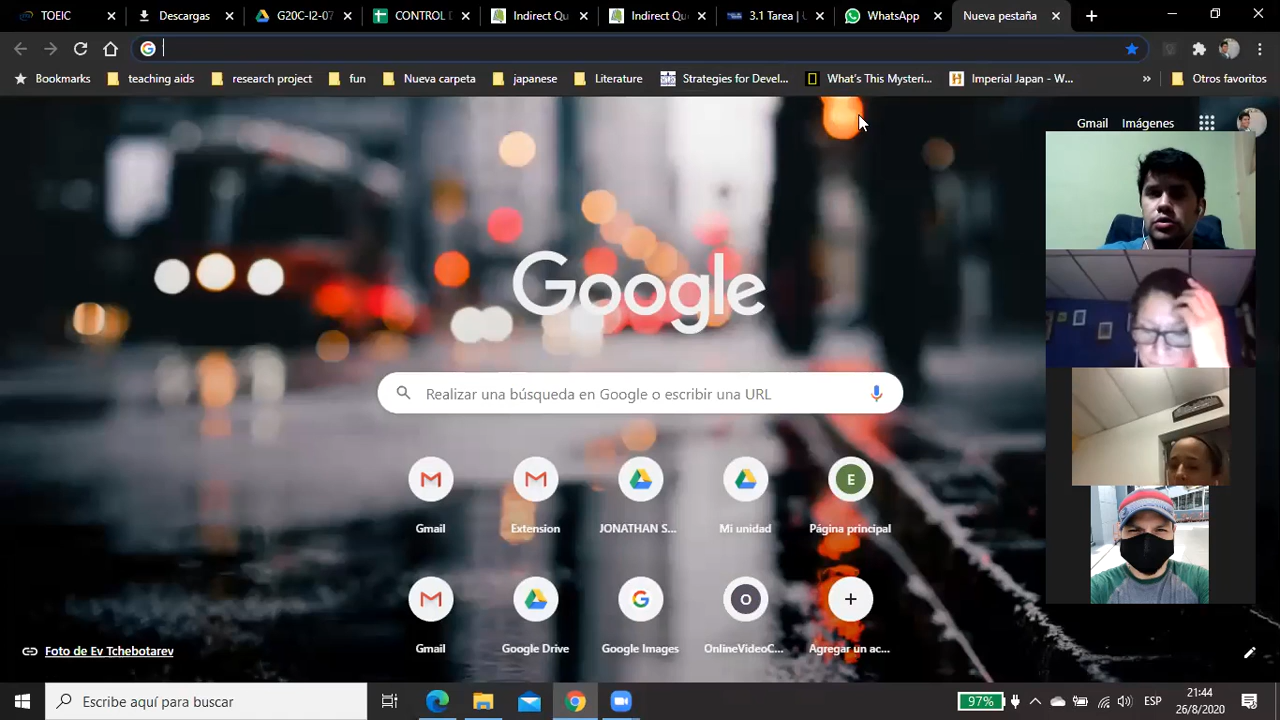 TOEIC
Descargas
G20C-I2-07
CONTROL D
Indirect Qu
Indirect Que
3.1 Tarea | U
WhatsApp
Nueva pestaña
Bookmarks
teaching aids
research project
fun
Nueva carpeta
japanese
Literature
Strategies for Devel...
What's This Mysteri...
Imperial Japan - W...
»
Otros favoritos
Gmail
Imágenes
Google
Realizar una búsqueda en Google o escribir una URL
Gmail
Extension
JONATHAN S...
Mi unidad
E
Página principal
Gmail
Google Drive
Google Images
O
OnlineVideoC...
Agregar un ac...
Foto de Ev Tchebotarev
Escribe aquí para buscar
97%
ESP
21:44
26/8/2020